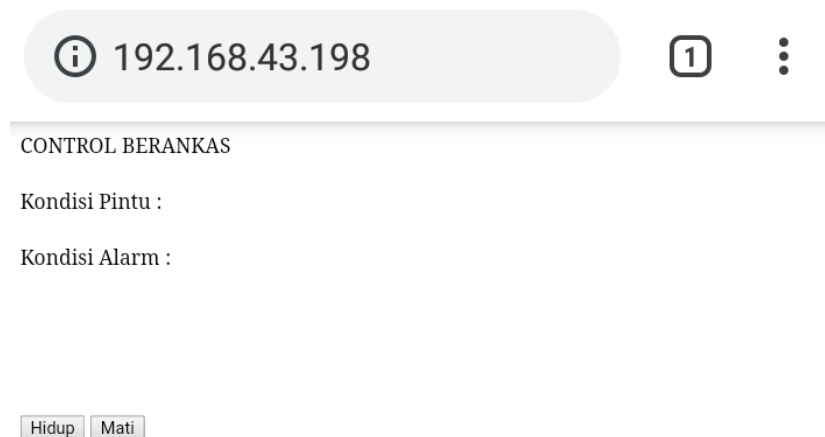 192.168.43.198 1
CONTROL BERANKAS
Kondisi Pintu :
Kondisi Alarm :
Hidup Mati